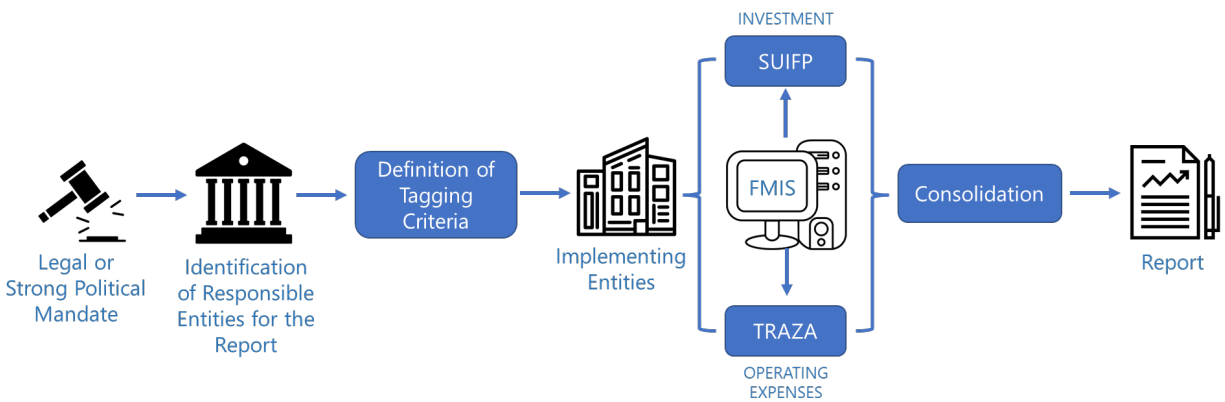 Legal or
Strong Political
Mandate
Identification
of Responsible
Entities for the
Report
Definition of
Tagging
Criteria
Implementing
Entities
INVESTMENT
SUIFP
FMIS
TRAZA
OPERATING
EXPENSES
Consolidation
Report